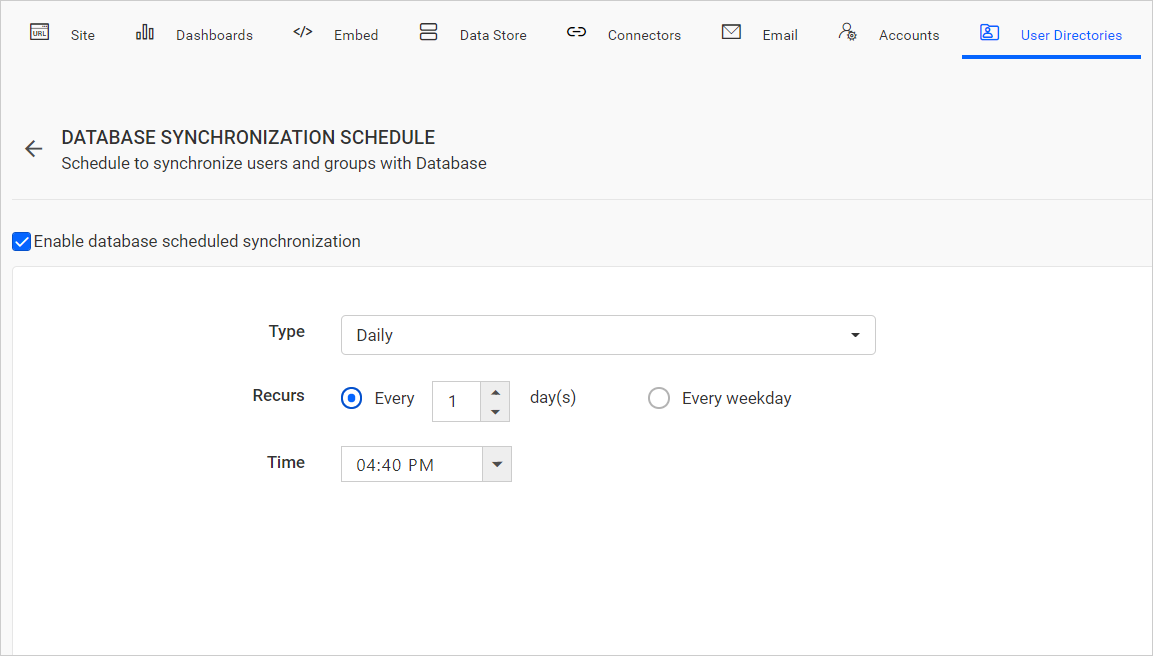 URL Site Dashboards </> Embed Data Store Connectors Email Accounts User Directories
DATABASE SYNCHRONIZATION SCHEDULE
Schedule to synchronize users and groups with Database
Enable database scheduled synchronization
Type Daily
Recurs Every 1 day(s) Every weekday
Time 04:40 PM